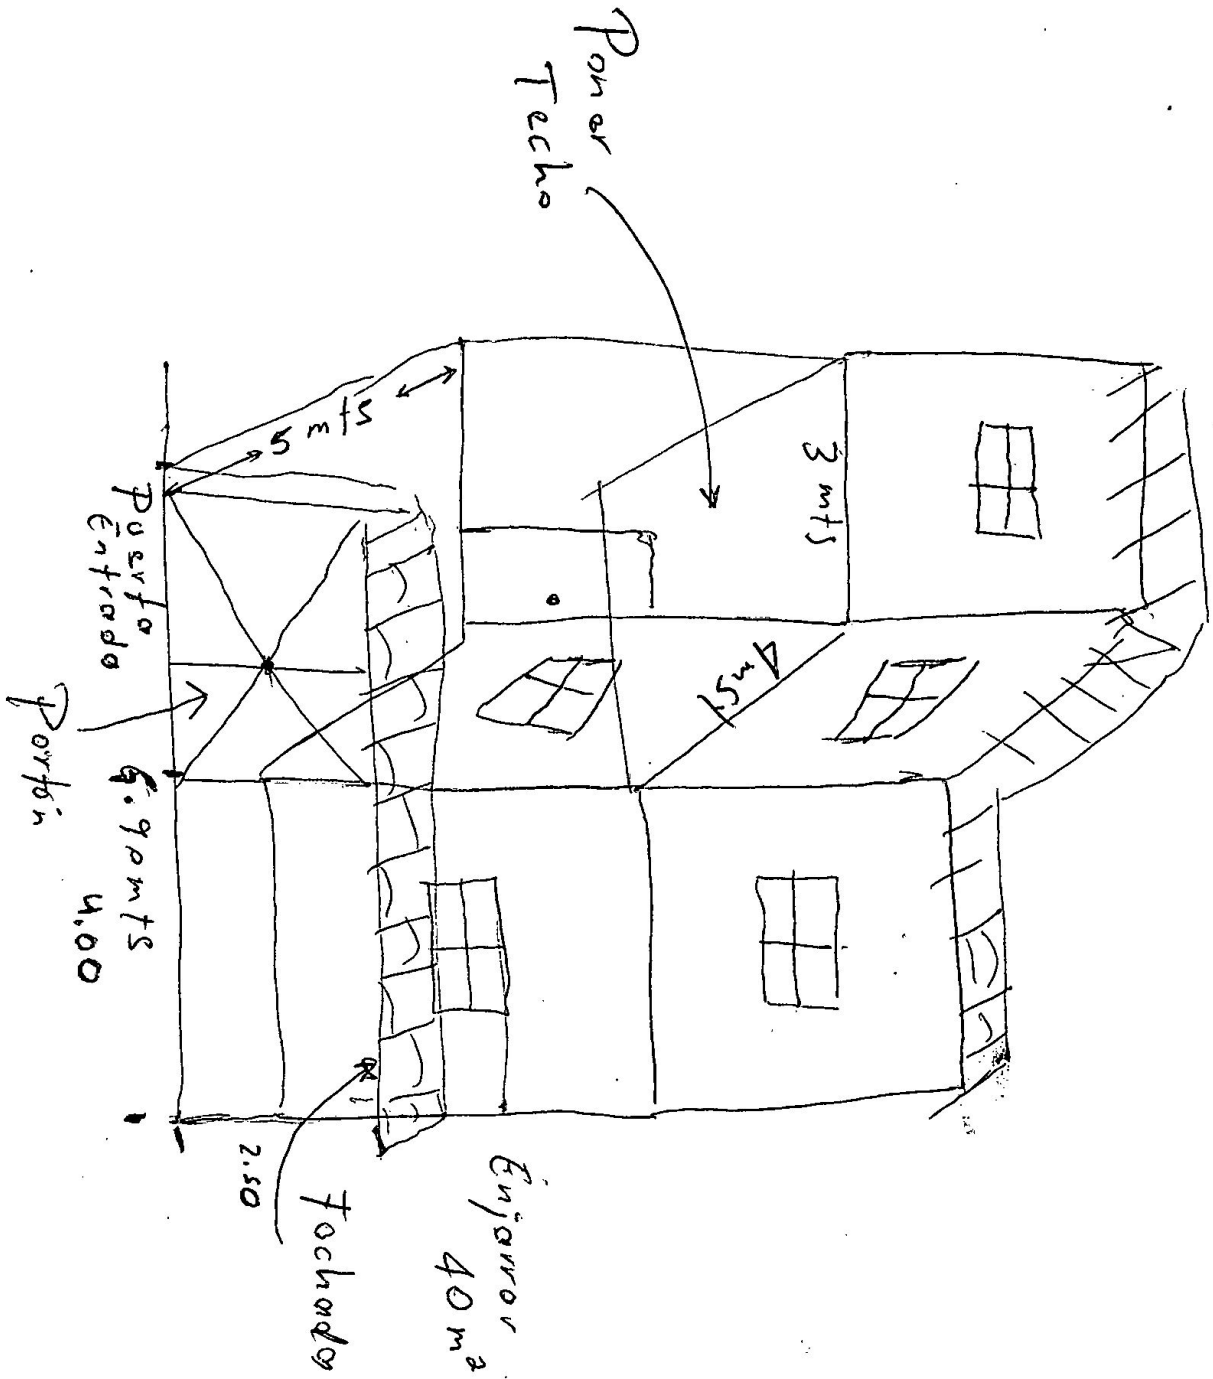 Poner
Techo
3 mts
4 mts
5 mts
Puerta
Entrada
Portón
6.90 mts
4,00
2.50
Fachada
Enjarrar
40 m²